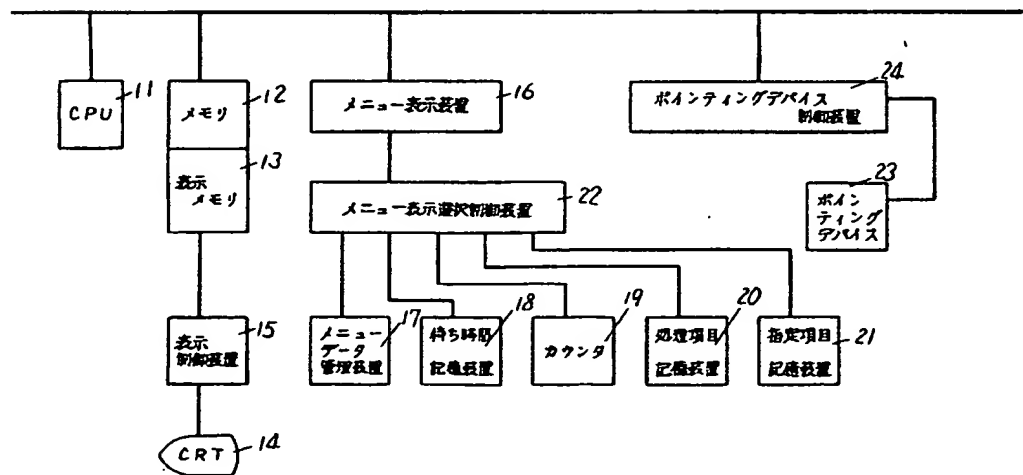 11
CPU
12
メモリ
13
表示
メモリ
16
メニュー表示装置
24
ポインティングデバイス
制御装置
23
ポイン
ティング
デバイス
22
メニュー表示選択制御装置
15
表示
制御装置
17
メニュー
データ
管理装置
18
待ち時間
記憶装置
19
カウンタ
20
処理項目
記憶装置
21
指定項目
記憶装置
14
CRT